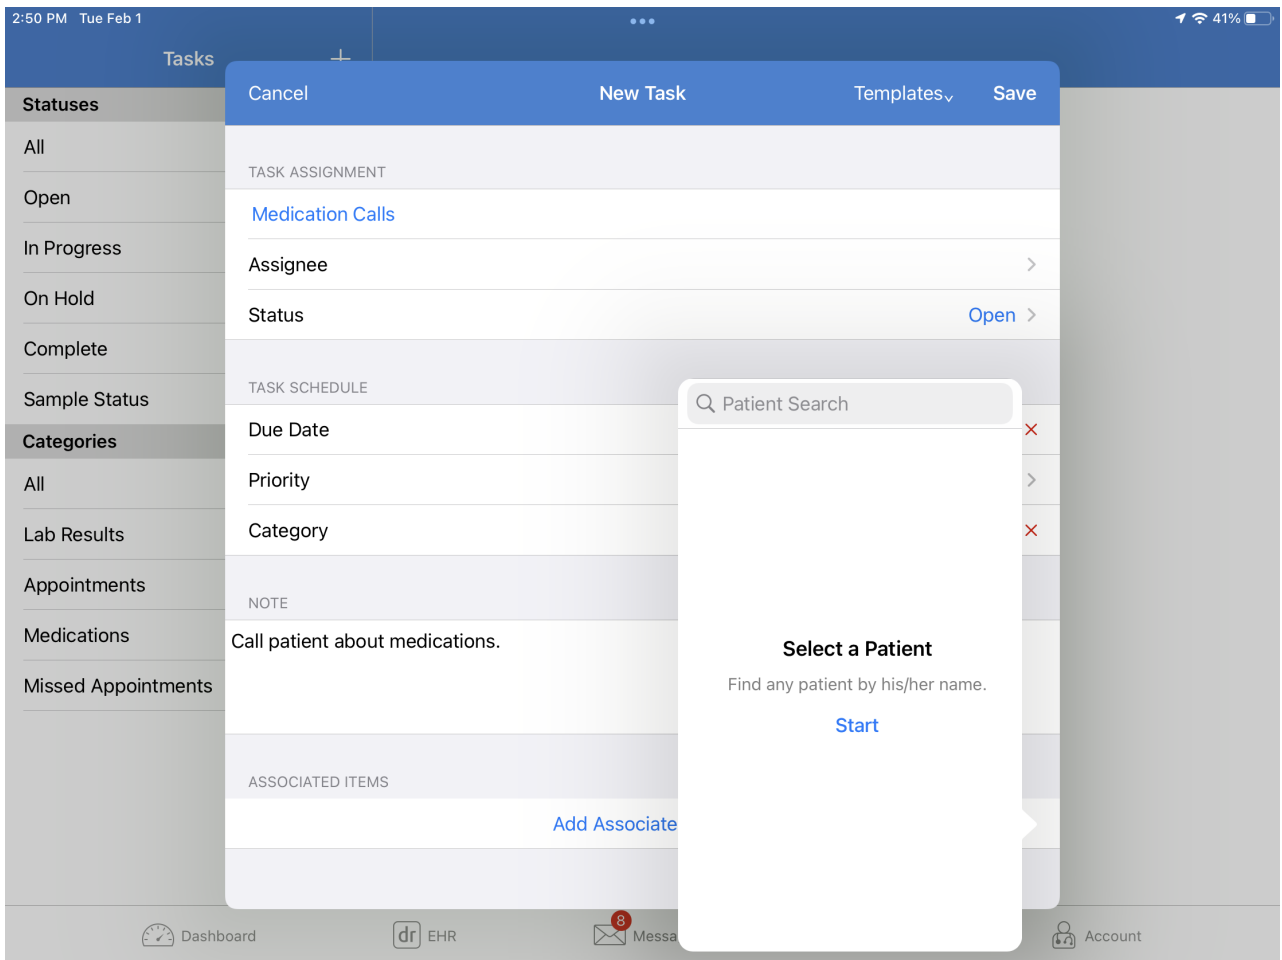 2:50 PM Tue Feb 1
41%
Tasks
Statuses
All
Open
In Progress
On Hold
Complete
Sample Status
Categories
All
Lab Results
Appointments
Medications
Missed Appointments
Cancel
New Task
Templates
Save
TASK ASSIGNMENT
Medication Calls
Assignee
Status Open
TASK SCHEDULE
Due Date
Priority
Category
NOTE
Call patient about medications.
ASSOCIATED ITEMS
Add Associate
Patient Search
Select a Patient
Find any patient by his/her name.
Start
Dashboard
dr EHR
8
Messa
Account